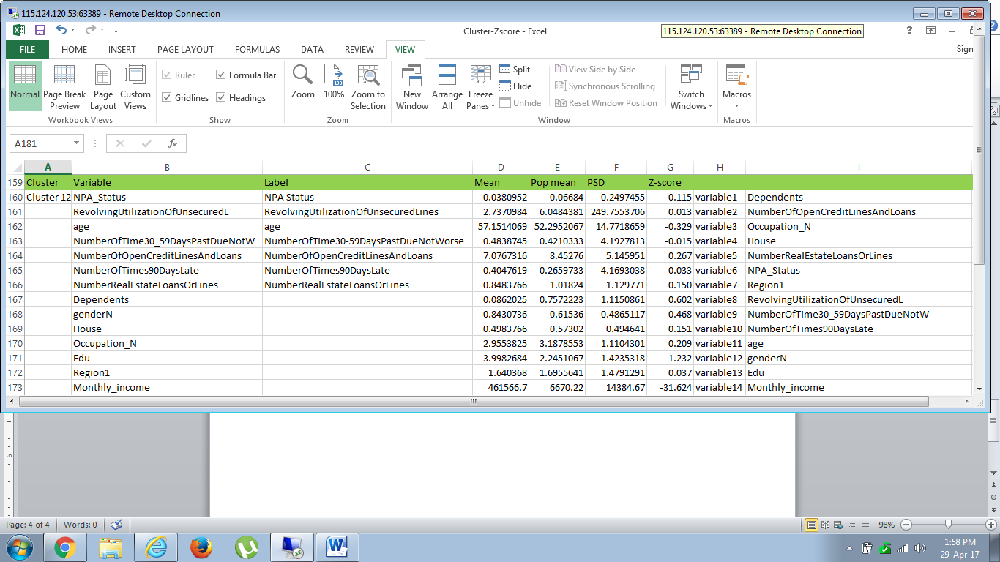 115.124.120.53:63389 - Remote Desktop Connection
Cluster-Zscore - Excel
115.124.120.53:63389 - Remote Desktop Connection
?
FILE HOME INSERT PAGE LAYOUT FORMULAS DATA REVIEW VIEW Sign
Normal Page Break Preview Page Layout Custom Views
Workbook Views
Ruler Formula Bar
Gridlines Headings
Show
Zoom 100% Zoom to Selection
Zoom
New Window Arrange All Freeze Panes
Split
Hide
Unhide
View Side by Side
Synchronous Scrolling
Reset Window Position
Switch Windows
Window
Macros
Macros
A181 fx
A B C D E F G H I
159 Cluster Variable Label Mean Pop mean PSD Z-score
160 Cluster 12 NPA_Status NPA Status 0.0380952 0.06684 0.2497455 0.115 variable1 Dependents
161 RevolvingUtilizationOfUnsecuredL RevolvingUtilizationOfUnsecuredLines 2.7370984 6.0484381 249.7553706 0.013 variable2 NumberOfOpenCreditLinesAndLoans
162 age age 57.1514069 52.2952067 14.7718659 -0.329 variable3 Occupation_N
163 NumberOfTime30_59DaysPastDueNotW NumberOfTime30-59DaysPastDueNotWorse 0.4838745 0.4210333 4.1927813 -0.015 variable4 House
164 NumberOfOpenCreditLinesAndLoans NumberOfOpenCreditLinesAndLoans 7.0767316 8.45276 5.145951 0.267 variable5 NumberRealEstateLoansOrLines
165 NumberOfTimes90DaysLate NumberOfTimes90DaysLate 0.4047619 0.2659733 4.1693038 -0.033 variable6 NPA_Status
166 NumberRealEstateLoansOrLines NumberRealEstateLoansOrLines 0.8483766 1.01824 1.129771 0.150 variable7 Region1
167 Dependents 0.0862025 0.7572223 1.1150861 0.602 variable8 RevolvingUtilizationOfUnsecuredL
168 genderN 0.8430736 0.61536 0.4865117 -0.468 variable9 NumberOfTime30_59DaysPastDueNotW
169 House 0.4983766 0.57302 0.494641 0.151 variable10 NumberOfTimes90DaysLate
170 Occupation_N 2.9553825 3.1878553 1.1104301 0.209 variable11 age
171 Edu 3.9982684 2.2451067 1.4235318 -1.232 variable12 genderN
172 Region1 1.640368 1.6955641 1.4791291 0.037 variable13 Edu
173 Monthly_income 461566.7 6670.22 14384.67 -31.624 variable14 Monthly_income
Page: 4 of 4 Words: 0 98%
1:58 PM
29-Apr-17